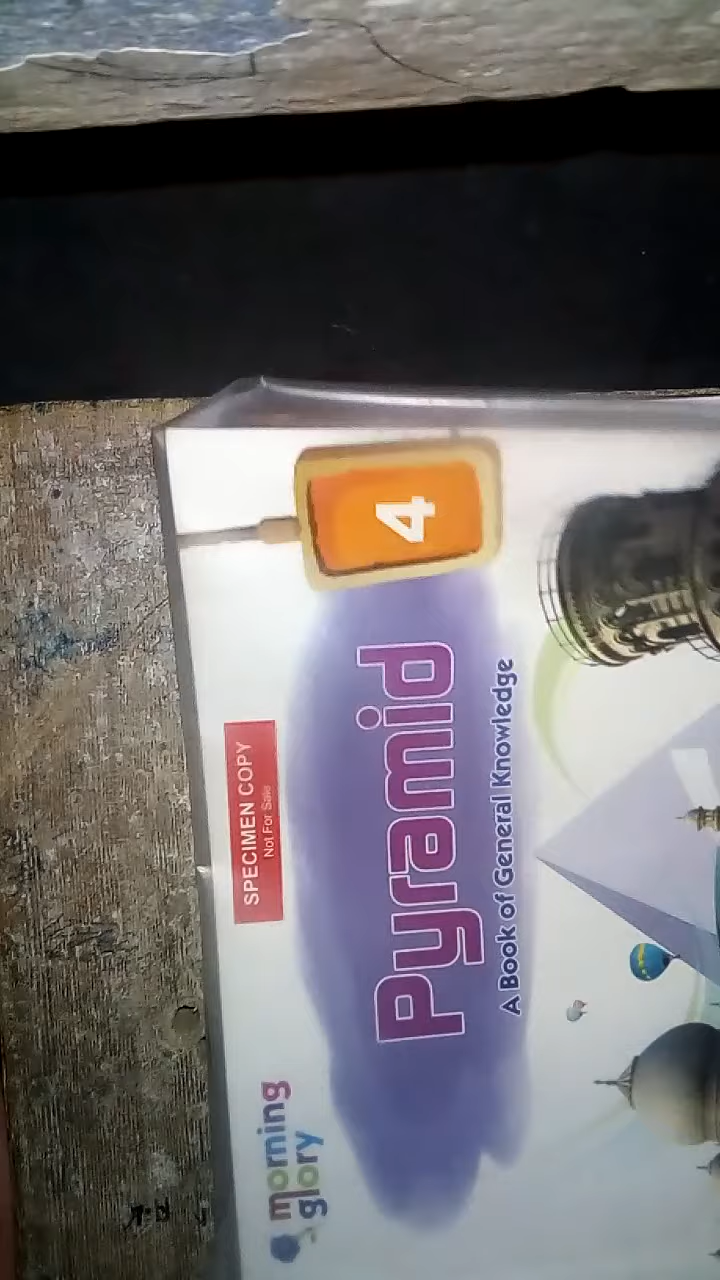 morning
glory
SPECIMEN COPY
Not For Sale
4
Pyramid
A Book of General Knowledge